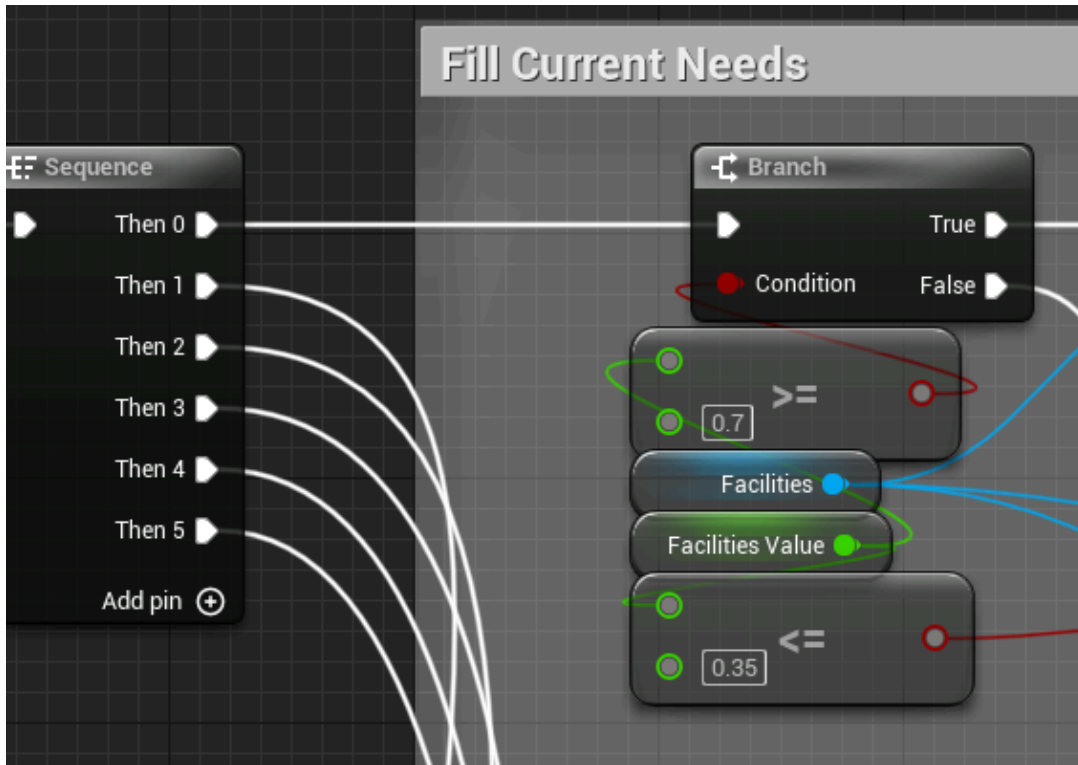 Fill Current Needs
Sequence
Then 0
Then 1
Then 2
Then 3
Then 4
Then 5
Add pin
Branch
True
Condition
False
>=
0.7
Facilities
Facilities Value
<=
0.35